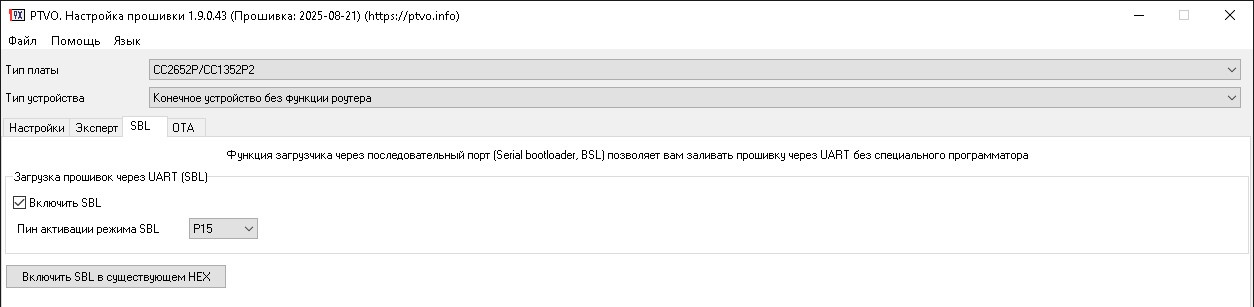 PTVO. Настройка прошивки 1.9.0.43 (Прошивка: 2025-08-21) (https://ptvo.info)
Файл Помощь Язык
Тип платы CC2652P/CC1352P2
Тип устройства Конечное устройство без функции роутера
Настройки Эксперт SBL OTA
Функция загрузчика через последовательный порт (Serial bootloader, BSL) позволяет вам заливать прошивку через UART без специального программатора
Загрузка прошивок через UART (SBL)
Включить SBL
Пин активации режима SBL P15
Включить SBL в существующем HEX